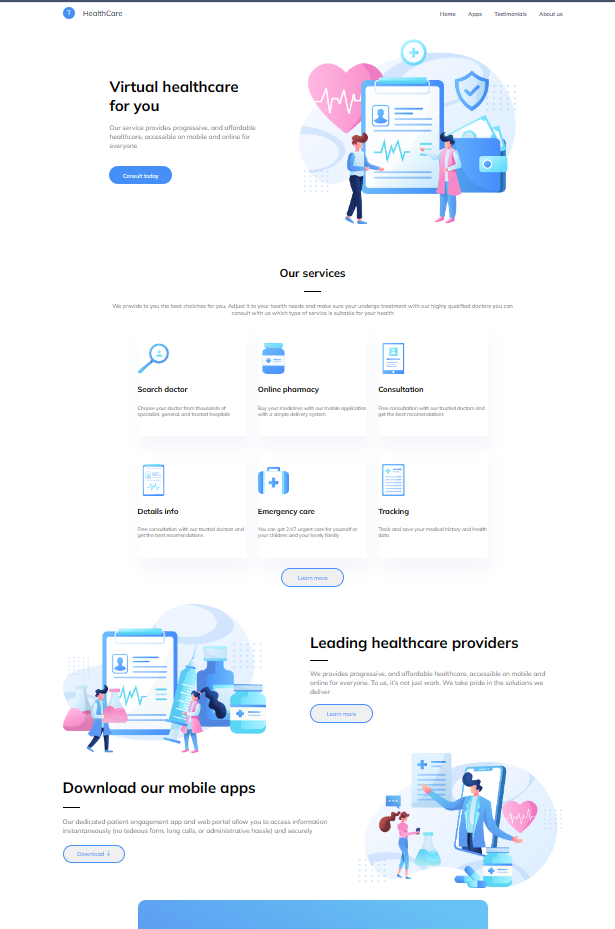 T HealthCare
Home Apps Testimonials About us
Virtual healthcare
for you
Our service provides progressive, and affordable
healthcare, accessible on mobile and online for
everyone
Consult today
Our services
We provide to you the best choiches for you. Adjust it to your health needs and make sure your undergo treatment with our highly qualified doctors you can
consult with us which type of service is suitable for your health
Search doctor
Choose your doctor from thousands of
specialist, general, and trusted hospitals
Online pharmacy
Buy your medicines with our mobile application
with a simple delivery system
Consultation
Free consultation with our trusted doctors and
get the best recomendations
Details info
Free consultation with our trusted doctors and
get the best recomendations
Emergency care
You can get 24/7 urgent care for yourself or
your children and your lovely family
Tracking
Track and save your medical history and health
data
Learn more
Leading healthcare providers
We provides progressive, and affordable healthcare, accessible on mobile and
online for everyone. To us, it's not just work. We take pride in the solutions we
deliver
Learn more
Download our mobile apps
Our dedicated patient engagement app and web portal allow you to access information
instantaneously (no tedeous form, long calls, or administrative hassle) and securely
Download ↓